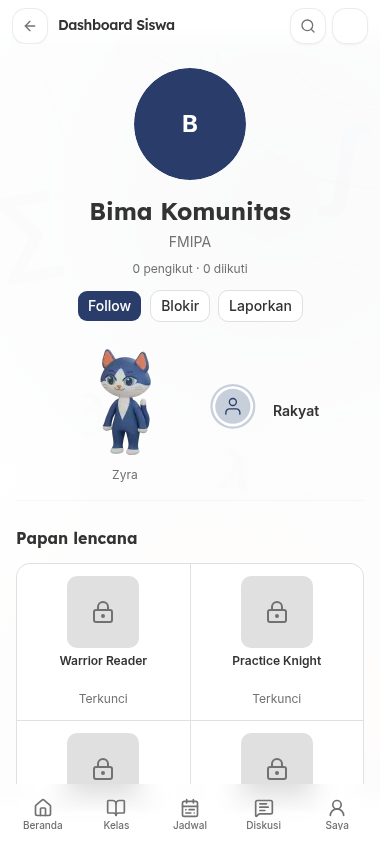 Dashboard Siswa
B
Bima Komunitas
FMIPA
0 pengikut · 0 diikuti
Follow
Blokir
Laporkan
Zyra
Rakyat
Papan lencana
Warrior Reader
Terkunci
Practice Knight
Terkunci
Beranda
Kelas
Jadwal
Diskusi
Saya